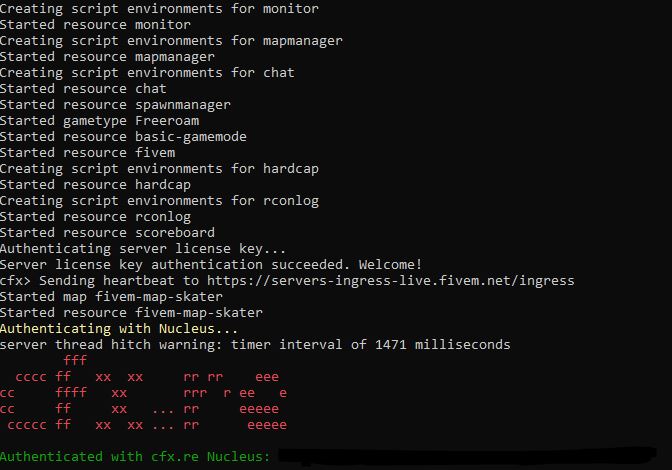 Creating script environments for monitor
Started resource monitor
Creating script environments for mapmanager
Started resource mapmanager
Creating script environments for chat
Started resource chat
Started resource spawnmanager
Started gametype Freeroam
Started resource basic-gamemode
Started resource fivem
Creating script environments for hardcap
Started resource hardcap
Creating script environments for rconlog
Started resource rconlog
Started resource scoreboard
Authenticating server license key...
Server license key authentication succeeded. Welcome!
cfx> Sending heartbeat to https://servers-ingress-live.fivem.net/ingress
Started map fivem-map-skater
Started resource fivem-map-skater
Authenticating with Nucleus...
server thread hitch warning: timer interval of 1471 milliseconds
        fff
  cccc ff   xx  xx     rr rr    eee
cc     ffff   xx       rrr  r ee   e
cc     ff     xx   ... rr     eeeee
 ccccc ff   xx  xx ... rr      eeeee
Authenticated with cfx.re Nucleus: